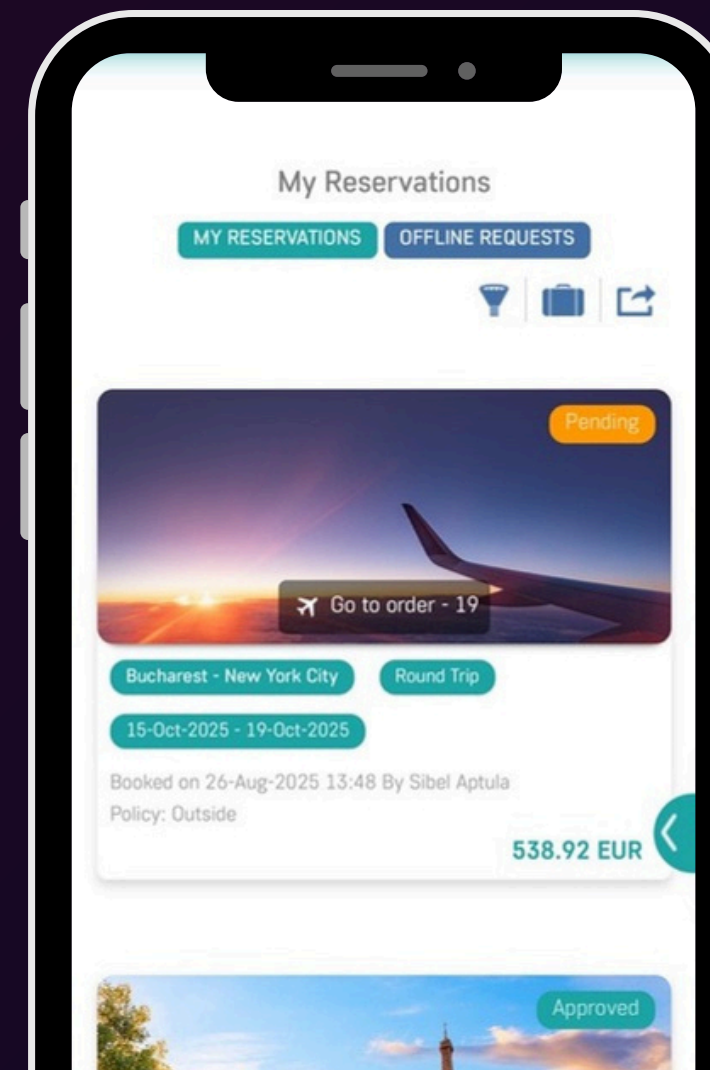 My Reservations
MY RESERVATIONS OFFLINE REQUESTS
Pending
Go to order - 19
Bucharest - New York City Round Trip
15-Oct-2025 - 19-Oct-2025
Booked on 26-Aug-2025 13:48 By Sibel Aptula
Policy: Outside
538.92 EUR
Approved